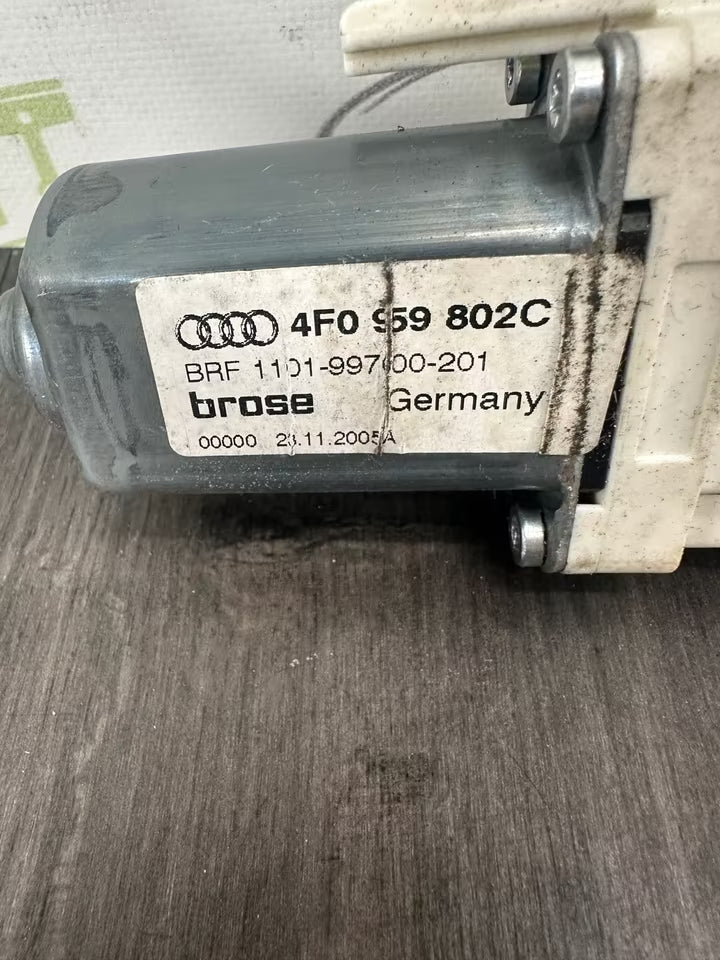 4F0 959 802C
BRF 1101-997600-201
brose Germany
00000 23.11.2005A